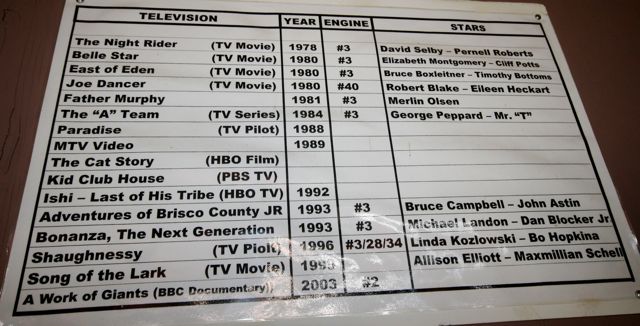 TELEVISION YEAR ENGINE STARS
The Night Rider (TV Movie) 1978 #3 David Selby – Pernell Roberts
Belle Star (TV Movie) 1980 #3 Elizabeth Montgomery – Cliff Potts
East of Eden (TV Movie) 1980 #3 Bruce Boxleitner – Timothy Bottoms
Joe Dancer (TV Movie) 1980 #40 Robert Blake – Eileen Heckart
Father Murphy 1981 #3 Merlin Olsen
The "A" Team (TV Series) 1984 #3 George Peppard – Mr. "T"
Paradise (TV Pilot) 1988
MTV Video 1989
The Cat Story (HBO Film)
Kid Club House (PBS TV)
Ishi – Last of His Tribe (HBO TV) 1992
Adventures of Brisco County JR 1993 #3 Bruce Campbell – John Astin
Bonanza, The Next Generation 1993 #3 Michael Landon – Dan Blocker Jr
Shaughnessy (TV Piolt) 1996 #3/28/34 Linda Kozlowski – Bo Hopkina
Song of the Lark (TV Movie) Allison Elliott – Maxmillian Schell
A Work of Giants (BBC Documentary)) 2003 #2